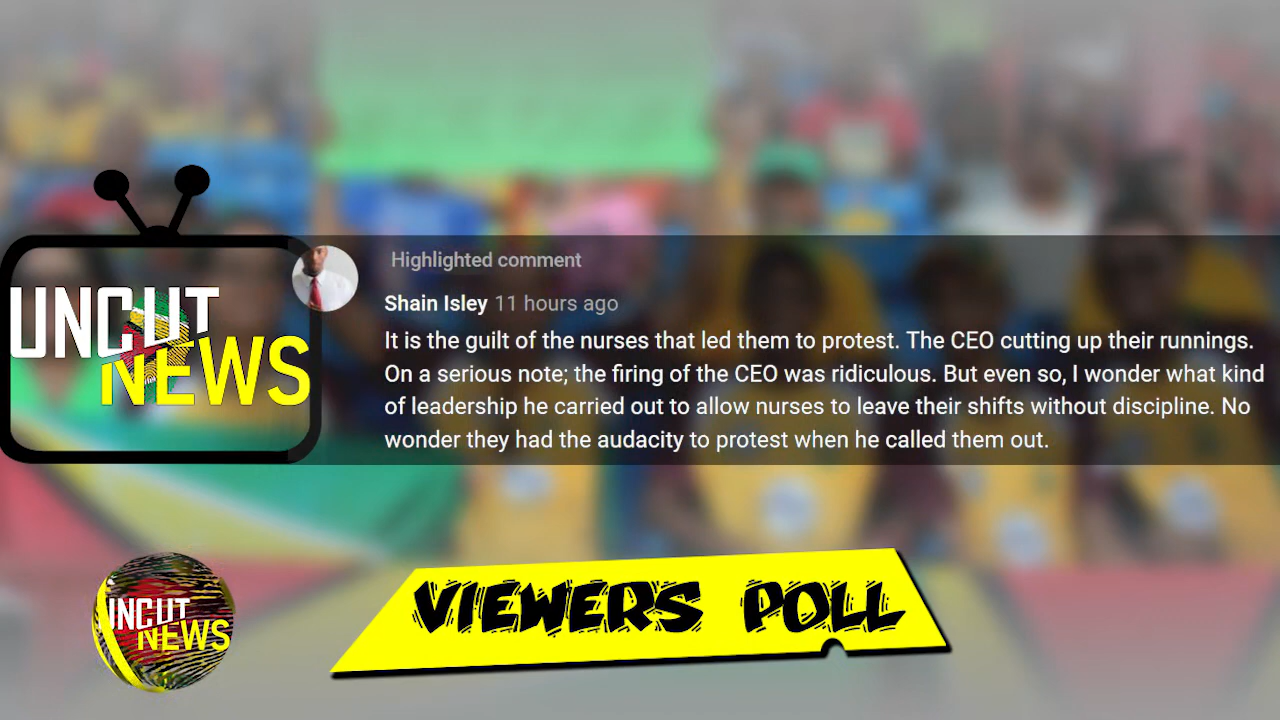 UNCUT
NEWS
Highlighted comment
Shain Isley 11 hours ago
It is the guilt of the nurses that led them to protest. The CEO cutting up their runnings.
On a serious note; the firing of the CEO was ridiculous. But even so, I wonder what kind
of leadership he carried out to allow nurses to leave their shifts without discipline. No
wonder they had the audacity to protest when he called them out.
UNCUT
NEWS
VIEWERS POLL